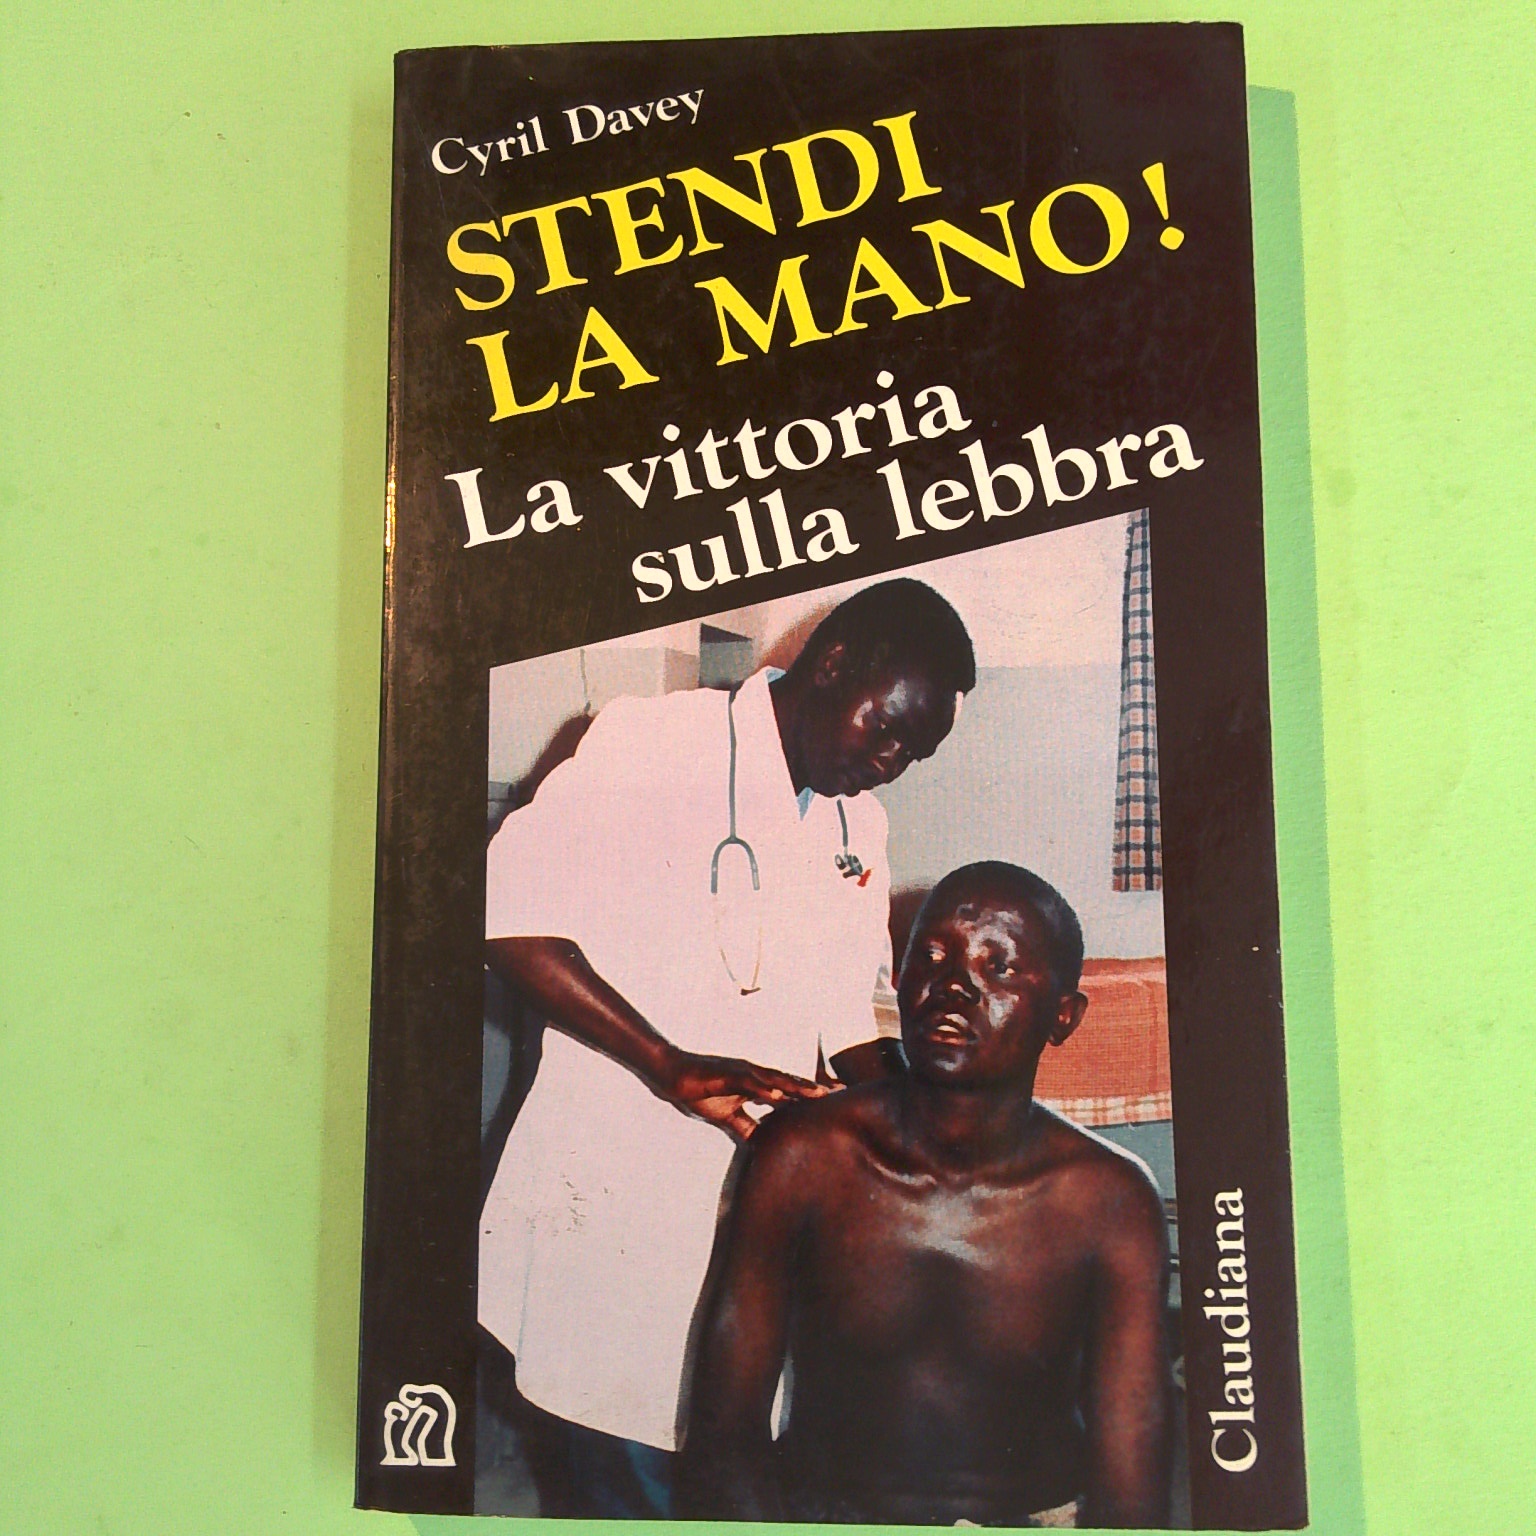 Cyril Davey
STENDI
LA MANO!
La vittoria
sulla lebbra
Claudiana